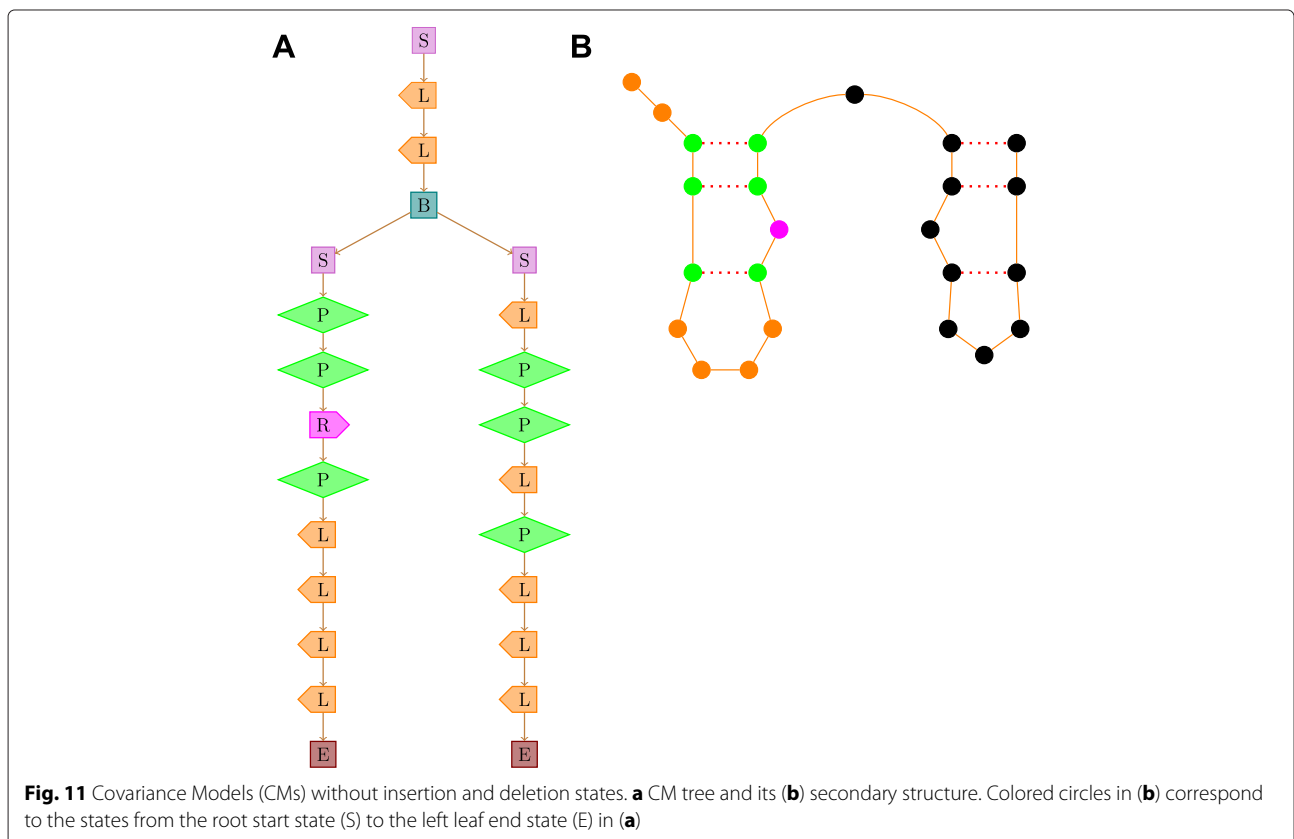 A
B
S
L
L
B
S
S
P
L
P
P
R
P
P
L
L
P
L
L
L
L
L
L
E
E
Fig. 11 Covariance Models (CMs) without insertion and deletion states. a CM tree and its (b) secondary structure. Colored circles in (b) correspond
to the states from the root start state (S) to the left leaf end state (E) in (a)